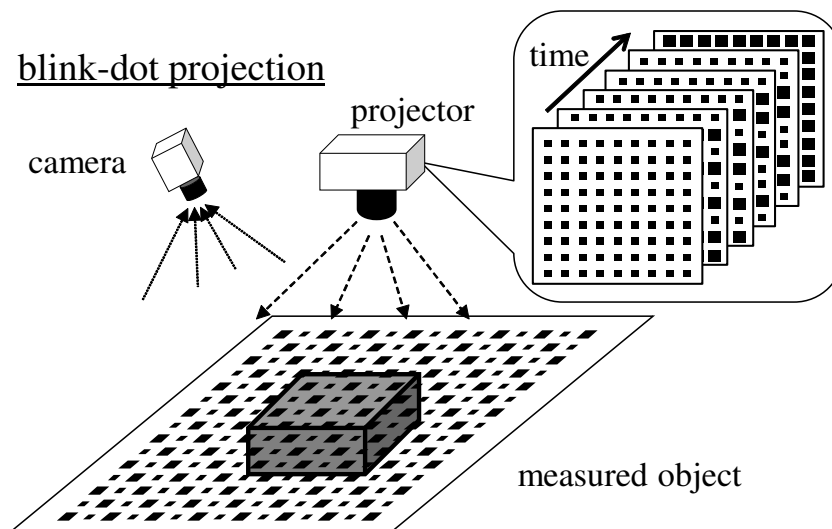 blink-dot projection
time
projector
camera
measured object